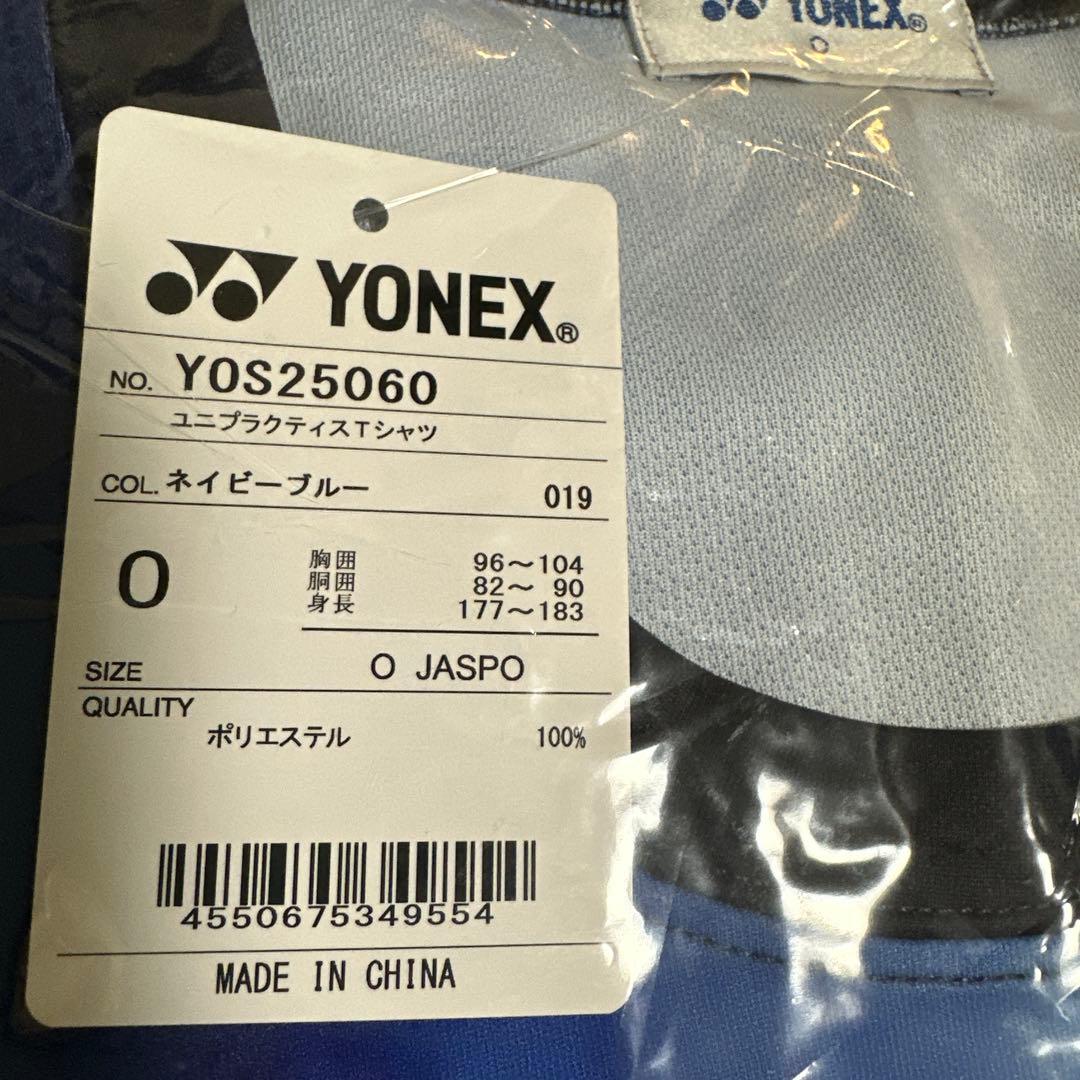 YONEX®
O
YONEX®
NO. YOS25060
ユニプラクティスTシャツ
COL. ネイビーブルー 019
O
胸囲 96～104
胴囲 82～ 90
身長 177～183
SIZE O JASPO
QUALITY
ポリエステル 100%
4550675349554
MADE IN CHINA